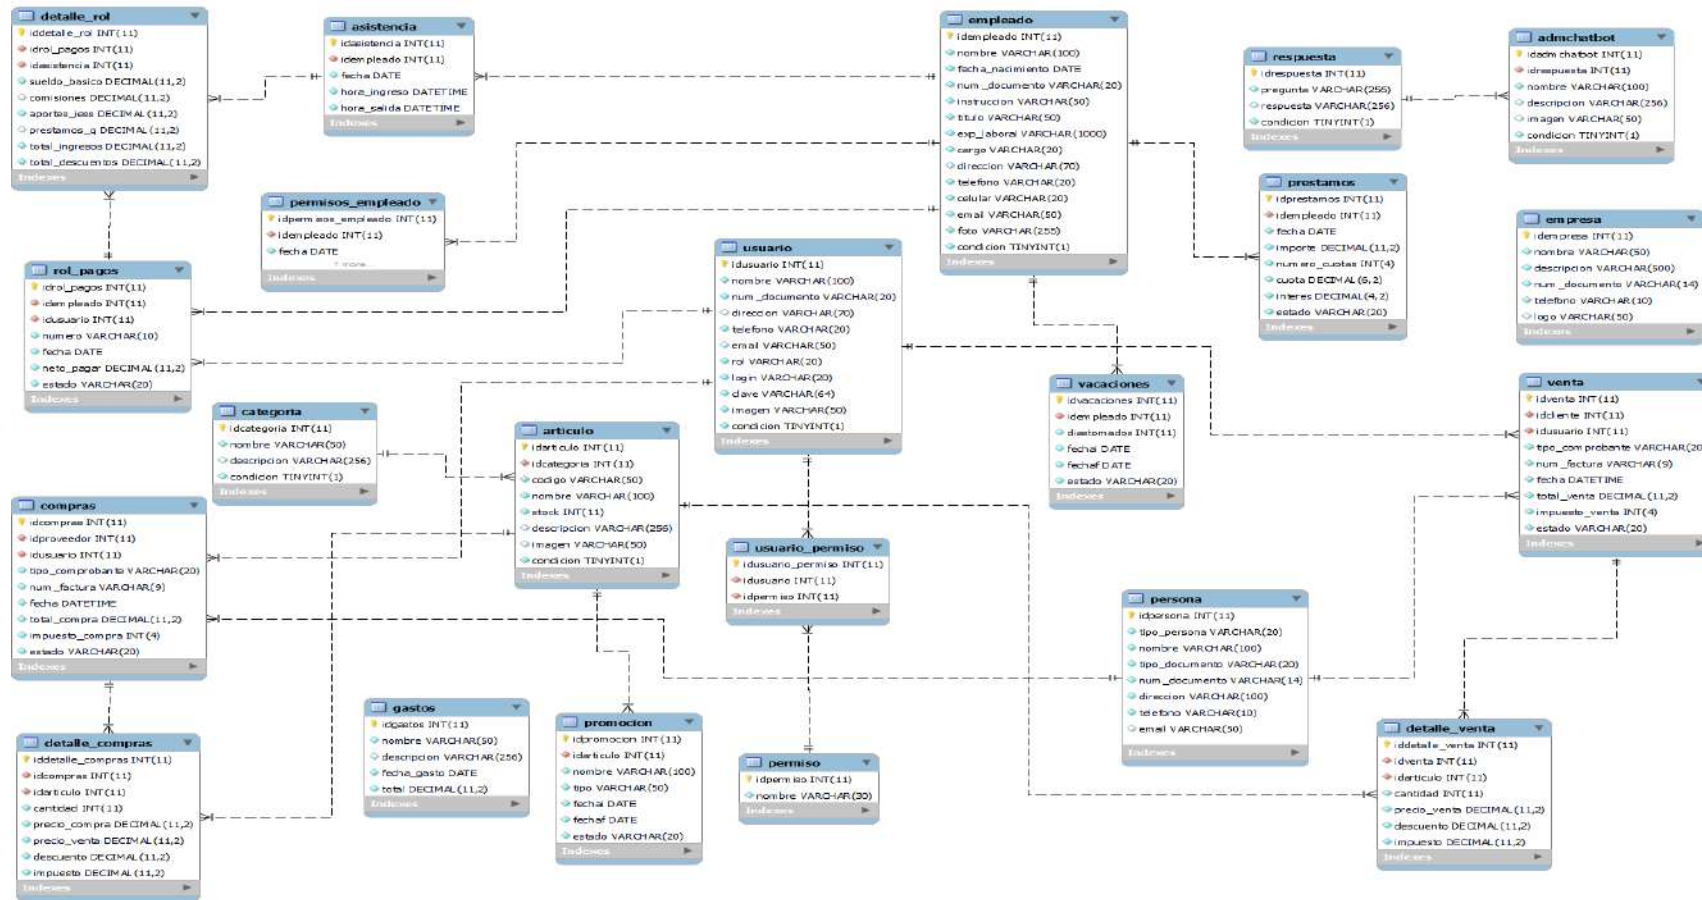 detalle_rol
iddetalle_rol INT(11)
idrol_pagos INT(11)
idasistencia INT(11)
sueldo_basico DECIMAL(11,2)
comisiones DECIMAL(11,2)
aportes_iess DECIMAL(11,2)
prestamos_q DECIMAL(11,2)
total_ingresos DECIMAL(11,2)
total_descuentos DECIMAL(11,2)
Indexes
asistencia
idasistencia INT(11)
idempleado INT(11)
fecha DATE
hora_ingreso DATETIME
hora_salida DATETIME
Indexes
empleado
idempleado INT(11)
nombre VARCHAR(100)
fecha_nacimiento DATE
num_documento VARCHAR(20)
instruccion VARCHAR(50)
titulo VARCHAR(50)
exp_laboral VARCHAR(1000)
cargo VARCHAR(20)
direccion VARCHAR(70)
telefono VARCHAR(20)
celular VARCHAR(20)
email VARCHAR(50)
foto VARCHAR(255)
condicion TINYINT(1)
Indexes
respuesta
idrespuesta INT(11)
pregunta VARCHAR(255)
respuesta VARCHAR(256)
condicion TINYINT(1)
Indexes
admchatbot
idadmchatbot INT(11)
idrespuesta INT(11)
nombre VARCHAR(100)
descripcion VARCHAR(256)
imagen VARCHAR(50)
condicion TINYINT(1)
Indexes
permisos_empleado
idpermisos_empleado INT(11)
idempleado INT(11)
fecha DATE
Indexes
prestamos
idprestamos INT(11)
idempleado INT(11)
fecha DATE
importe DECIMAL(11,2)
numero_cuotas INT(4)
cuota DECIMAL(6,2)
interes DECIMAL(4,2)
estado VARCHAR(20)
Indexes
empresa
idempresa INT(11)
nombre VARCHAR(50)
descripcion VARCHAR(500)
num_documento VARCHAR(14)
telefono VARCHAR(10)
logo VARCHAR(50)
Indexes
rol_pagos
idrol_pagos INT(11)
idempleado INT(11)
idusuario INT(11)
numero VARCHAR(10)
fecha DATE
neto_pagar DECIMAL(11,2)
estado VARCHAR(20)
Indexes
usuario
idusuario INT(11)
nombre VARCHAR(100)
num_documento VARCHAR(20)
direccion VARCHAR(70)
telefono VARCHAR(20)
email VARCHAR(50)
rol VARCHAR(20)
login VARCHAR(20)
clave VARCHAR(64)
imagen VARCHAR(50)
condicion TINYINT(1)
Indexes
vacaciones
idvacaciones INT(11)
idempleado INT(11)
diastomados INT(11)
fechai DATE
fechaf DATE
estado VARCHAR(20)
Indexes
venta
idventa INT(11)
idcliente INT(11)
idusuario INT(11)
tipo_comprobante VARCHAR(20
num_factura VARCHAR(9)
fecha DATETIME
total_venta DECIMAL(11,2)
impuesto_venta INT(4)
estado VARCHAR(20)
Indexes
categoria
idcategoria INT(11)
nombre VARCHAR(50)
descripcion VARCHAR(256)
condicion TINYINT(1)
Indexes
articulo
idarticulo INT(11)
idcategoria INT(11)
codigo VARCHAR(50)
nombre VARCHAR(100)
stock INT(11)
descripcion VARCHAR(256)
imagen VARCHAR(50)
condicion TINYINT(1)
Indexes
compras
idcompras INT(11)
idproveedor INT(11)
idusuario INT(11)
tipo_comprobante VARCHAR(20)
num_factura VARCHAR(9)
fecha DATETIME
total_compra DECIMAL(11,2)
impuesto_compra INT(4)
estado VARCHAR(20)
Indexes
usuario_permiso
idusuario_permiso INT(11)
idusuario INT(11)
idpermiso INT(11)
Indexes
persona
idpersona INT(11)
tipo_persona VARCHAR(20)
nombre VARCHAR(100)
tipo_documento VARCHAR(20)
num_documento VARCHAR(14)
direccion VARCHAR(100)
telefono VARCHAR(10)
email VARCHAR(50)
Indexes
gastos
idgastos INT(11)
nombre VARCHAR(50)
descripcion VARCHAR(256)
fecha_gasto DATE
total DECIMAL(11,2)
Indexes
promocion
idpromocion INT(11)
idarticulo INT(11)
nombre VARCHAR(100)
tipo VARCHAR(50)
fechai DATE
fechaf DATE
estado VARCHAR(20)
Indexes
permiso
idpermiso INT(11)
nombre VARCHAR(30)
Indexes
detalle_compras
iddetalle_compras INT(11)
idcompras INT(11)
idarticulo INT(11)
cantidad INT(11)
precio_compra DECIMAL(11,2)
precio_venta DECIMAL(11,2)
descuento DECIMAL(11,2)
impuesto DECIMAL(11,2)
Indexes
detalle_venta
iddetalle_venta INT(11)
idventa INT(11)
idarticulo INT(11)
cantidad INT(11)
precio_venta DECIMAL(11,2)
descuento DECIMAL(11,2)
impuesto DECIMAL(11,2)
Indexes